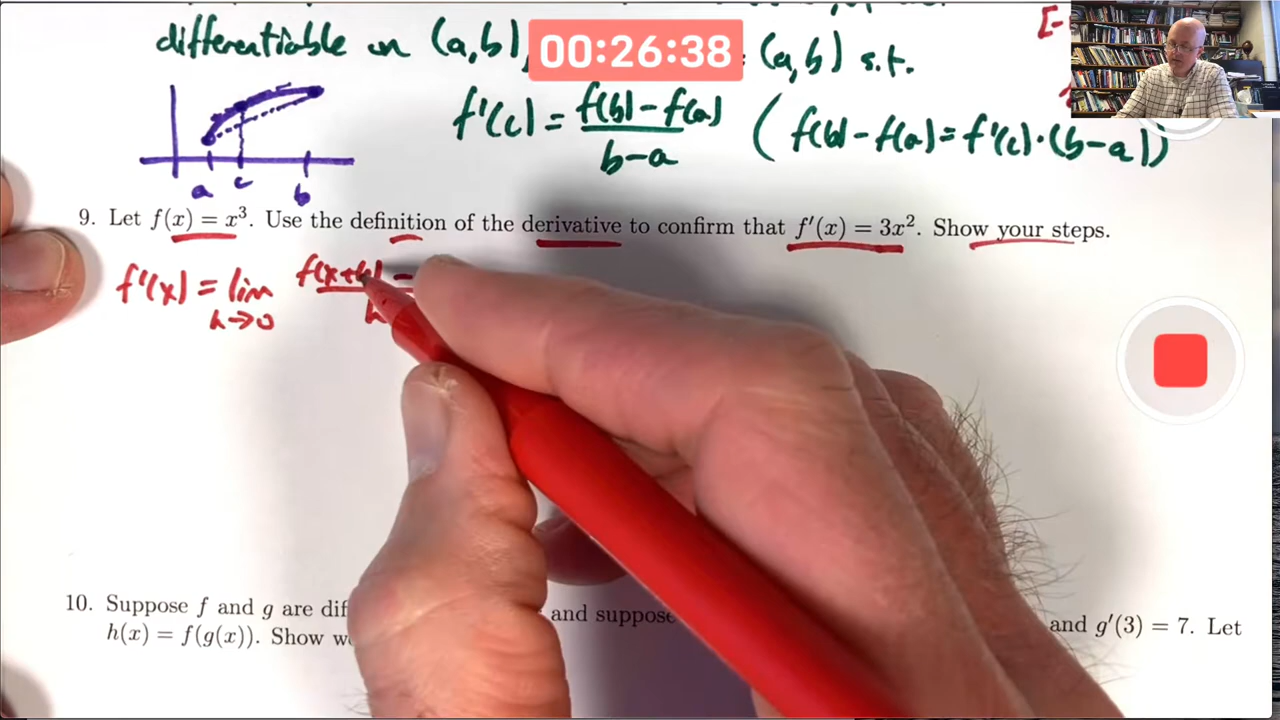 differentiable on (a,b), (a,b) s.t.
00:26:38
f'(c) = f(b) - f(a) / b - a ( f(b) - f(a) = f'(c)·(b-a) )
a c b
9. Let f(x) = x³. Use the definition of the derivative to confirm that f′(x) = 3x². Show your steps.
f'(x) = lim h→0 f(x+h) - / h
10. Suppose f and g are dif and suppose and g′(3) = 7. Let
h(x) = f(g(x)). Show w